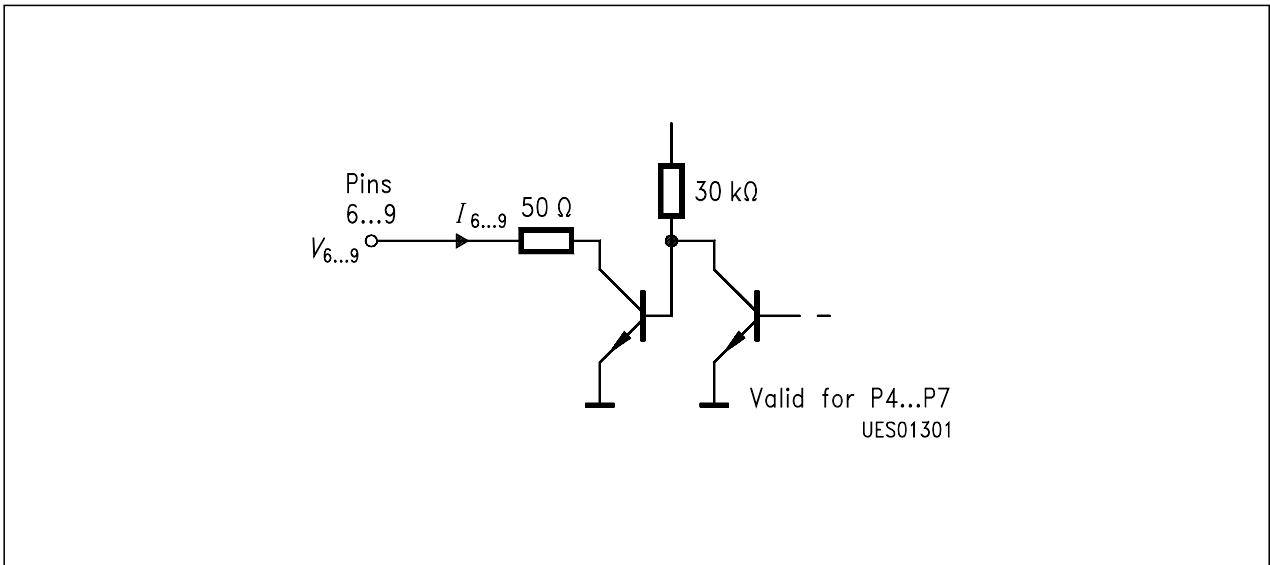 Pins
6...9
V6...9
I 6...9
50 Ω
30 kΩ
Valid for P4...P7
UES01301